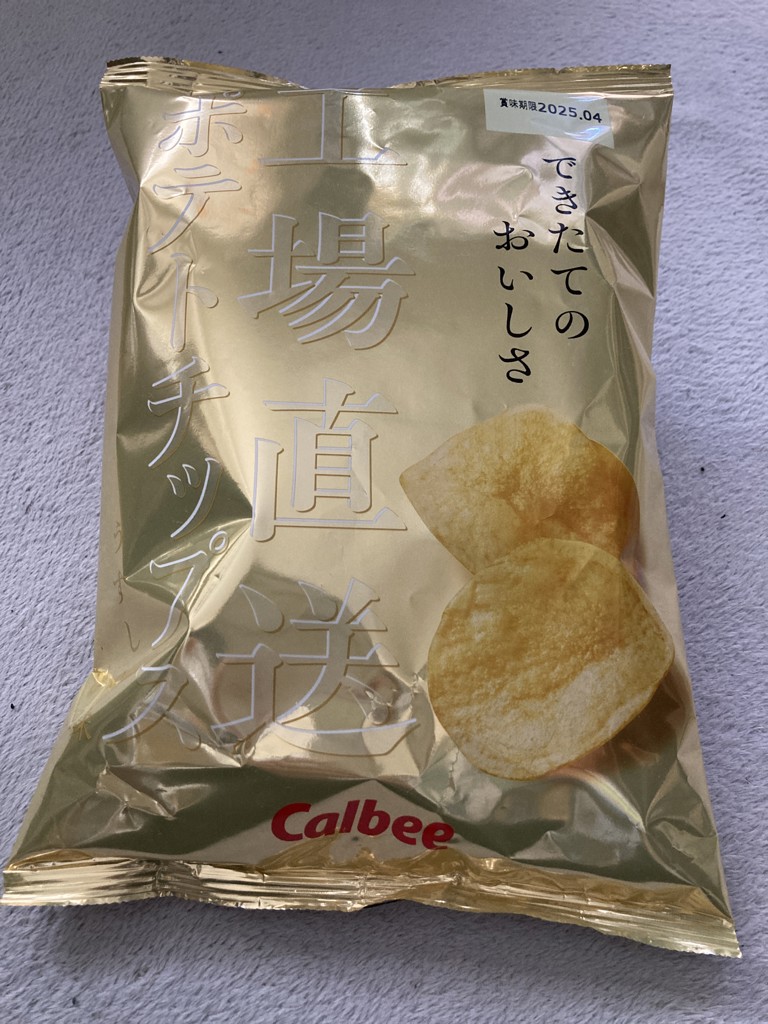 賞味期限2025.04
できたての
おいしさ
工場直送
ポテトチップス
Calbee